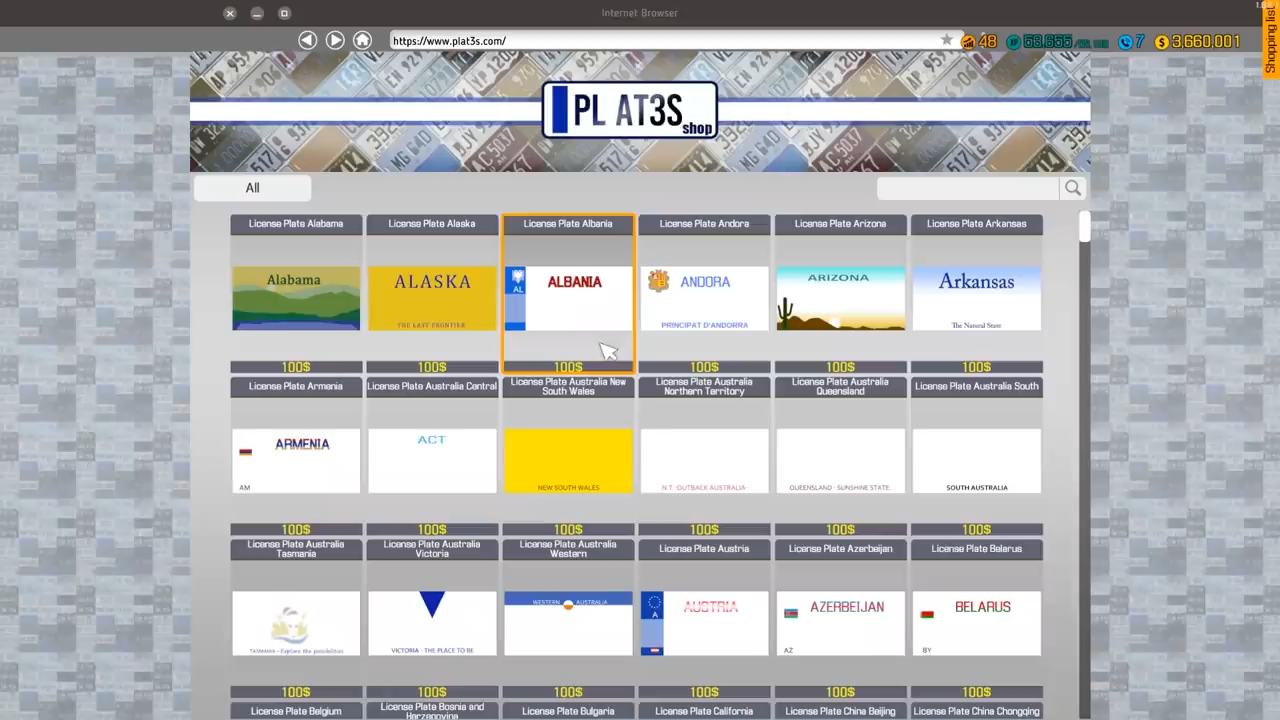 Internet Browser
https://www.plat3s.com/
48
7
3,660,001
Shopping list
PL AT3S
shop
All
License Plate Alabama
License Plate Alaska
License Plate Albania
License Plate Andora
License Plate Arizona
License Plate Arkansas
Alabama
ALASKA
THE LAST FRONTIER
AL
ALBANIA
ANDORA
PRINCIPAT D'ANDORRA
ARIZONA
Arkansas
The Natural State
100$
100$
100$
100$
100$
100$
License Plate Armenia
License Plate Australia Central
License Plate Australia New
South Wales
License Plate Australia
Northern Territory
License Plate Australia
Queensland
License Plate Australia South
ARMENIA
AM
ACT
NEW SOUTH WALES
N.T. · OUTBACK AUSTRALIA
QUEENSLAND - SUNSHINE STATE
SOUTH AUSTRALIA
100$
100$
100$
100$
100$
100$
License Plate Australia
Tasmania
License Plate Australia
Victoria
License Plate Australia
Western
License Plate Austria
License Plate Azerbeijan
License Plate Belarus
TASMANIA - Explore the possibilities
VICTORIA - THE PLACE TO BE
WESTERN AUSTRALIA
A
AUSTRIA
AZERBEIJAN
AZ
BELARUS
BY
100$
100$
100$
100$
100$
100$
License Plate Belgium
License Plate Bosnia and
Herzegovina
License Plate Bulgaria
License Plate California
License Plate China Beijing
License Plate China Chongqing